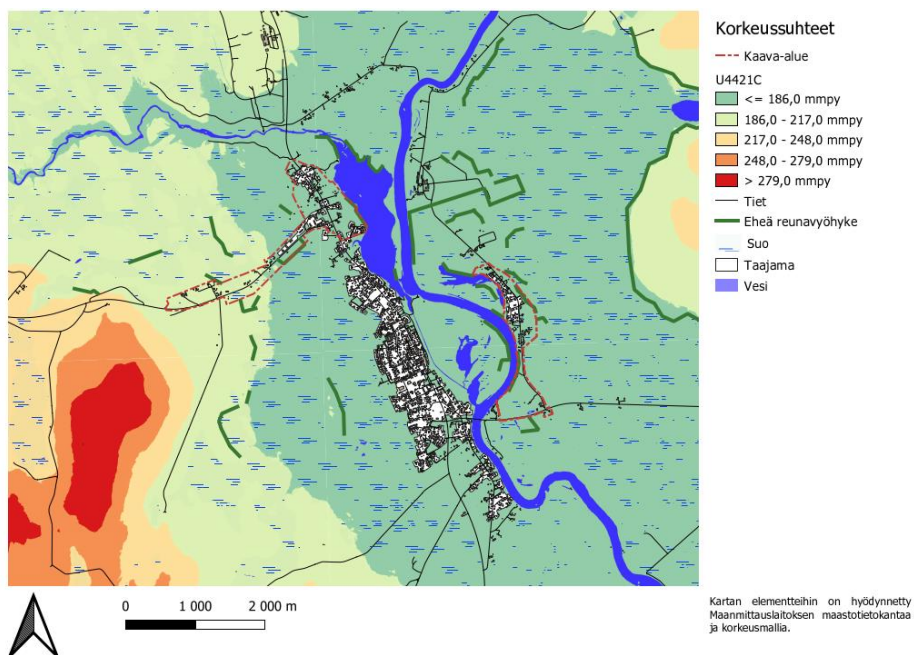 Korkeussuhteet
Kaava-alue
U4421C
<= 186,0 mmpy
186,0 - 217,0 mmpy
217,0 - 248,0 mmpy
248,0 - 279,0 mmpy
> 279,0 mmpy
Tiet
Eheä reunavyöhyke
Suo
Taajama
Vesi
0 1 000 2 000 m
Kartan elementteihin on hyödynnetty
Maanmittauslaitoksen maastotietokantaa
ja korkeusmallia.